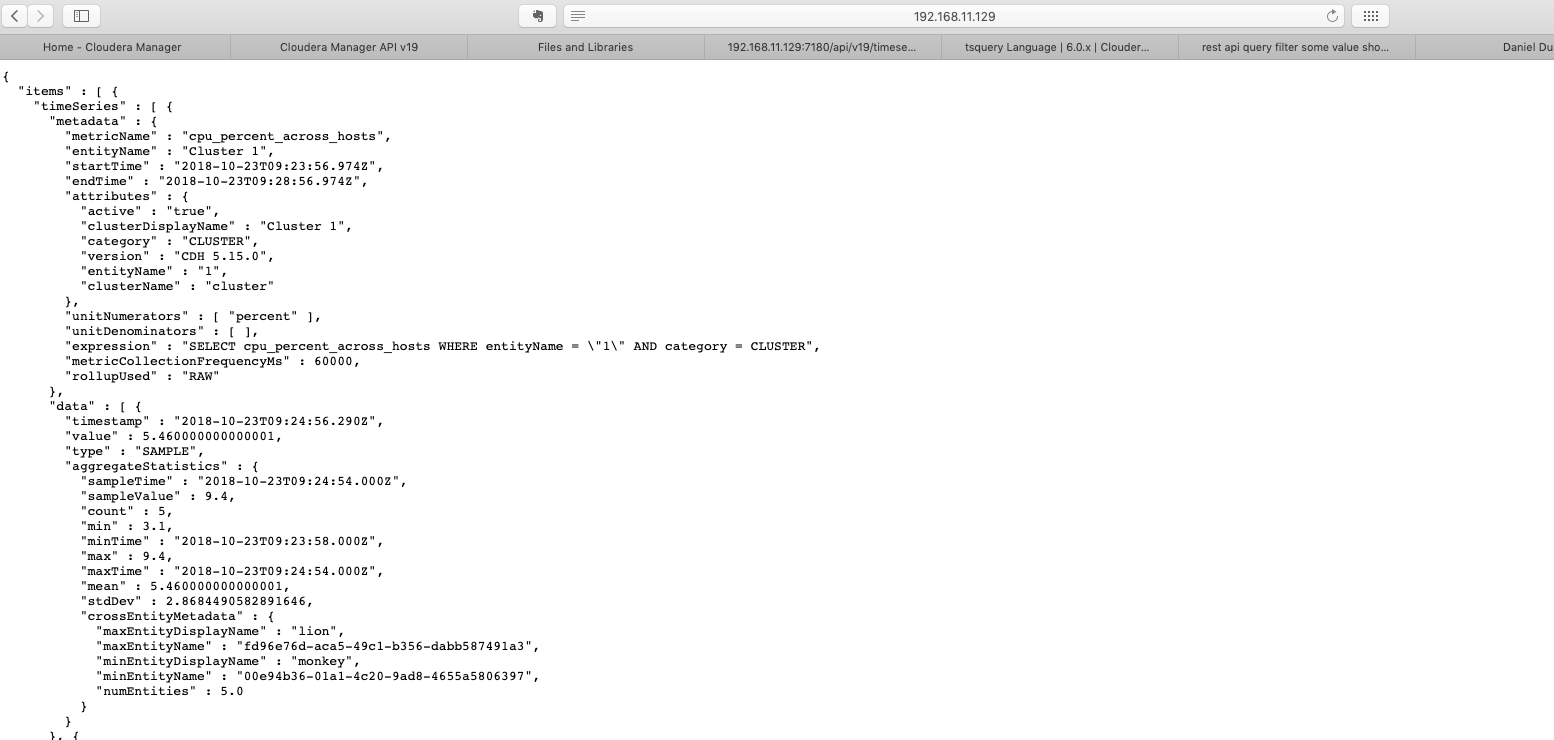 192.168.11.129
Home - Cloudera Manager
Cloudera Manager API v19
Files and Libraries
192.168.11.129:7180/api/v19/timese...
tsquery Language | 6.0.x | Clouder...
rest api query filter some value sho...
Daniel Du
{
"items" : [ {
"timeSeries" : [ {
"metadata" : {
"metricName" : "cpu_percent_across_hosts",
"entityName" : "Cluster 1",
"startTime" : "2018-10-23T09:23:56.974Z",
"endTime" : "2018-10-23T09:28:56.974Z",
"attributes" : {
"active" : "true",
"clusterDisplayName" : "Cluster 1",
"category" : "CLUSTER",
"version" : "CDH 5.15.0",
"entityName" : "1",
"clusterName" : "cluster"
},
"unitNumerators" : [ "percent" ],
"unitDenominators" : [ ],
"expression" : "SELECT cpu_percent_across_hosts WHERE entityName = \"1\" AND category = CLUSTER",
"metricCollectionFrequencyMs" : 60000,
"rollupUsed" : "RAW"
},
"data" : [ {
"timestamp" : "2018-10-23T09:24:56.290Z",
"value" : 5.460000000000001,
"type" : "SAMPLE",
"aggregateStatistics" : {
"sampleTime" : "2018-10-23T09:24:54.000Z",
"sampleValue" : 9.4,
"count" : 5,
"min" : 3.1,
"minTime" : "2018-10-23T09:23:58.000Z",
"max" : 9.4,
"maxTime" : "2018-10-23T09:24:54.000Z",
"mean" : 5.460000000000001,
"stdDev" : 2.8684490582891646,
"crossEntityMetadata" : {
"maxEntityDisplayName" : "lion",
"maxEntityName" : "fd96e76d-aca5-49c1-b356-dabb587491a3",
"minEntityDisplayName" : "monkey",
"minEntityName" : "00e94b36-01a1-4c20-9ad8-4655a5806397",
"numEntities" : 5.0
}
}
}, {